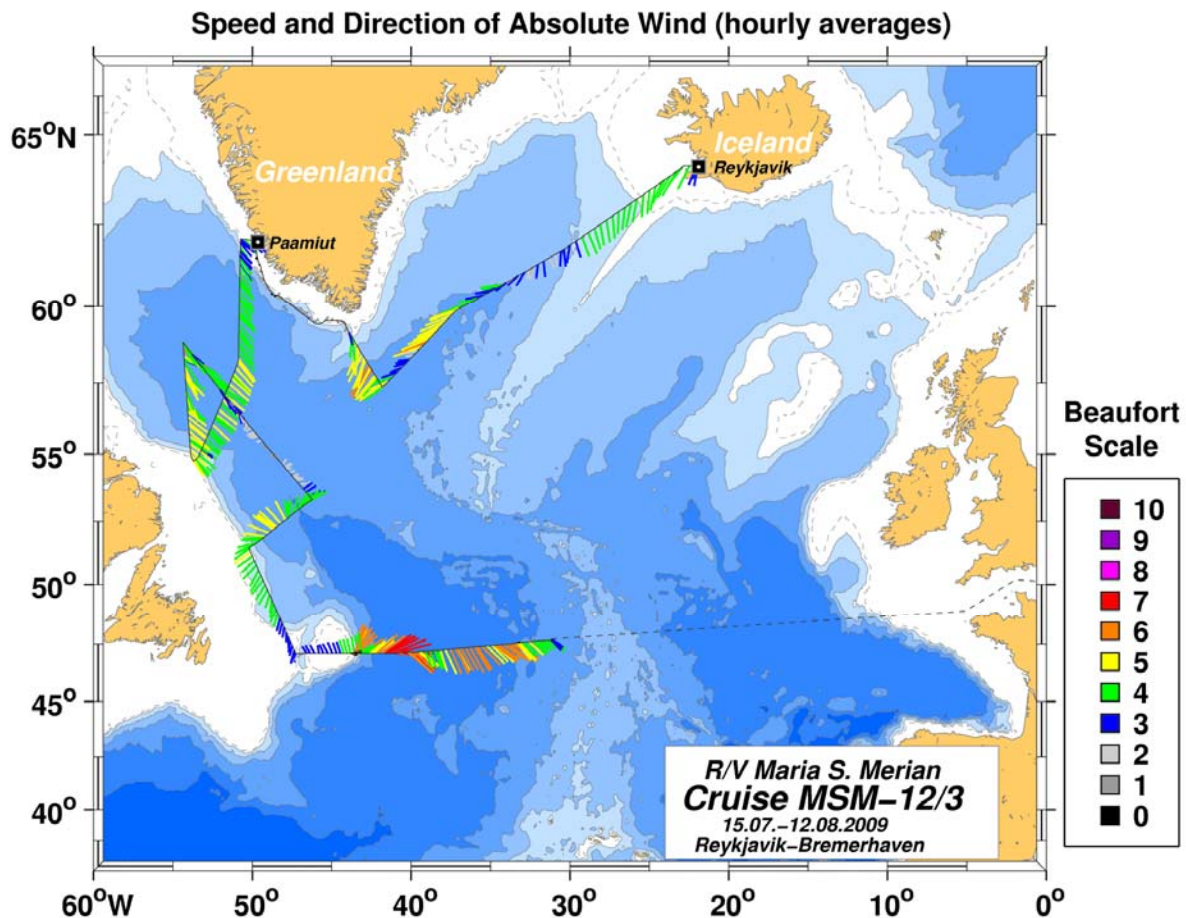 Speed and Direction of Absolute Wind (hourly averages)
65°N
60°
55°
50°
45°
40°
60°W
50°
40°
30°
20°
10°
0°
Greenland
Iceland
Reykjavik
Paamiut
R/V Maria S. Merian
Cruise MSM–12/3
15.07.–12.08.2009
Reykjavik–Bremerhaven
Beaufort
Scale
10
9
8
7
6
5
4
3
2
1
0